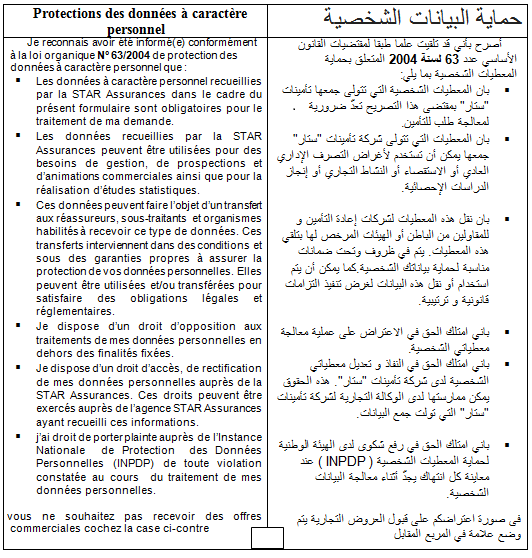 Protections des données à caractère
personnel
Je reconnais avoir été informé(e) conformément
à la loi organique N° 63/2004 de protection des
données à caractère personnel que :
▪ Les données à caractère personnel recueillies
par la STAR Assurances dans le cadre du
présent formulaire sont obligatoires pour le
traitement de ma demande.
▪ Les données recueillies par la STAR
Assurances peuvent être utilisées pour des
besoins de gestion, de prospections et
d'animations commerciales ainsi que pour la
réalisation d'études statistiques.
▪ Ces données peuvent faire l'objet d'un transfert
aux réassureurs, sous-traitants et organismes
habilités à recevoir ce type de données. Ces
transferts interviennent dans des conditions et
sous des garanties propres à assurer la
protection de vos données personnelles. Elles
peuvent être utilisées et/ou transférées pour
satisfaire des obligations légales et
réglementaires.
▪ Je dispose d'un droit d'opposition aux
traitements de mes données personnelles en
dehors des finalités fixées.
▪ Je dispose d'un droit d'accès, de rectification
de mes données personnelles auprès de la
STAR Assurances. Ces droits peuvent être
exercés auprès de l'agence STAR Assurances
ayant recueilli ces informations.
▪ j'ai droit de porter plainte auprès de l'Instance
Nationale de Protection des Données
Personnelles (INPDP) de toute violation
constatée au cours du traitement de mes
données personnelles.
vous ne souhaitez pas recevoir des offres
commerciales cochez la case ci-contre
حماية البيانات الشخصية
أصرح بأني قد تلقيت علما طبقا لمقتضيات القانون
الأساسي عدد 63 لسنة 2004 المتعلق بحماية
المعطيات الشخصية بما يلي:
▪ بان المعطيات الشخصية التي تتولى جمعها تأمينات
"ستار" بمقتضى هذا التصريح تعدّ ضرورية .
لمعالجة طلب للتأمين.
▪ بان المعطيات التي تتولى شركة تأمينات "ستار"
جمعها يمكن أن تستخدم لأغراض التصرف الإداري
العادي أو الاستقصاء أو النشاط التجاري أو إنجاز
الدراسات الإحصائية.
▪ بان نقل هذه المعطيات لشركات إعادة التأمين و
للمقاولين من الباطن أو الهيئات المرخص لها بتلقي
هذه المعطيات. يتم في ظروف وتحت ضمانات
مناسبة لحماية بياناتك الشخصية.كما يمكن أن يتم
استخدام أو نقل هذه البيانات لغرض تنفيذ التزامات
قانونية و ترتيبية.
▪ باني امتلك الحق في الاعتراض على عملية معالجة
معطياتي الشخصية.
▪ باني امتلك الحق في النفاذ و تعديل معطياتي
الشخصية لدى شركة تأمينات "ستار". هذه الحقوق
يمكن ممارستها لدى الوكالة التجارية لشركة تأمينات
"ستار" التي تولت جمع البيانات.
▪ باني امتلك الحق في رفع شكوى لدى الهيئة الوطنية
لحماية المعطيات الشخصية ( INPDP ) عند
معاينة كل انتهاك يجدّ أثناء معالجة البيانات
الشخصية.
في صورة اعتراضكم على قبول العروض التجارية يتم
وضع علامة في المربع المقابل